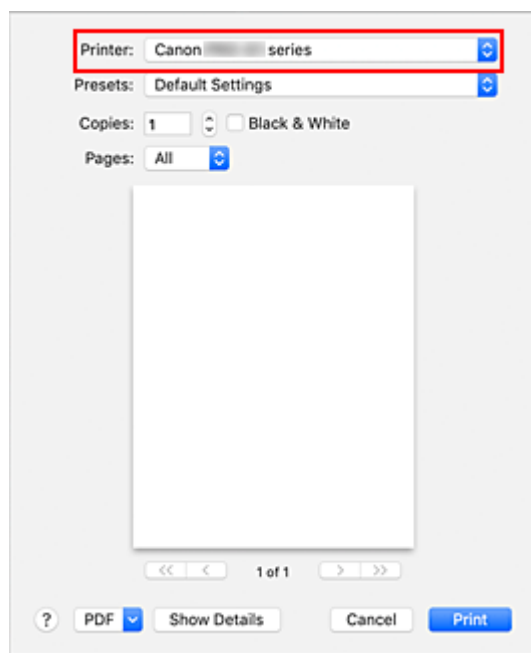 Printer: Canon series
Presets: Default Settings
Copies: 1 Black & White
Pages: All
<< < 1 of 1 > >>
? PDF Show Details Cancel Print